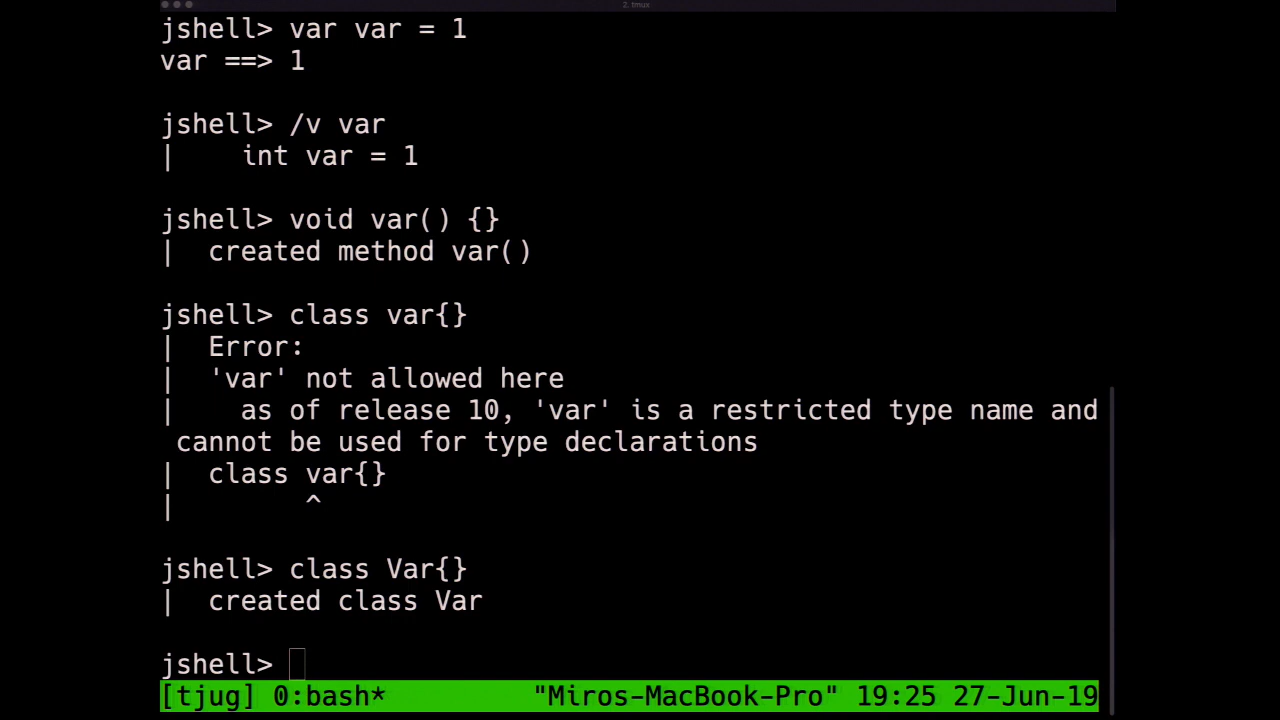 2. tmux
jshell> var var = 1
var ==> 1
jshell> /v var
|    int var = 1
jshell> void var() {}
|  created method var()
jshell> class var{}
|  Error:
|  'var' not allowed here
|    as of release 10, 'var' is a restricted type name and
cannot be used for type declarations
|  class var{}
|        ^
jshell> class Var{}
|  created class Var
jshell>
[tjug] 0:bash* "Miros-MacBook-Pro" 19:25 27-Jun-19